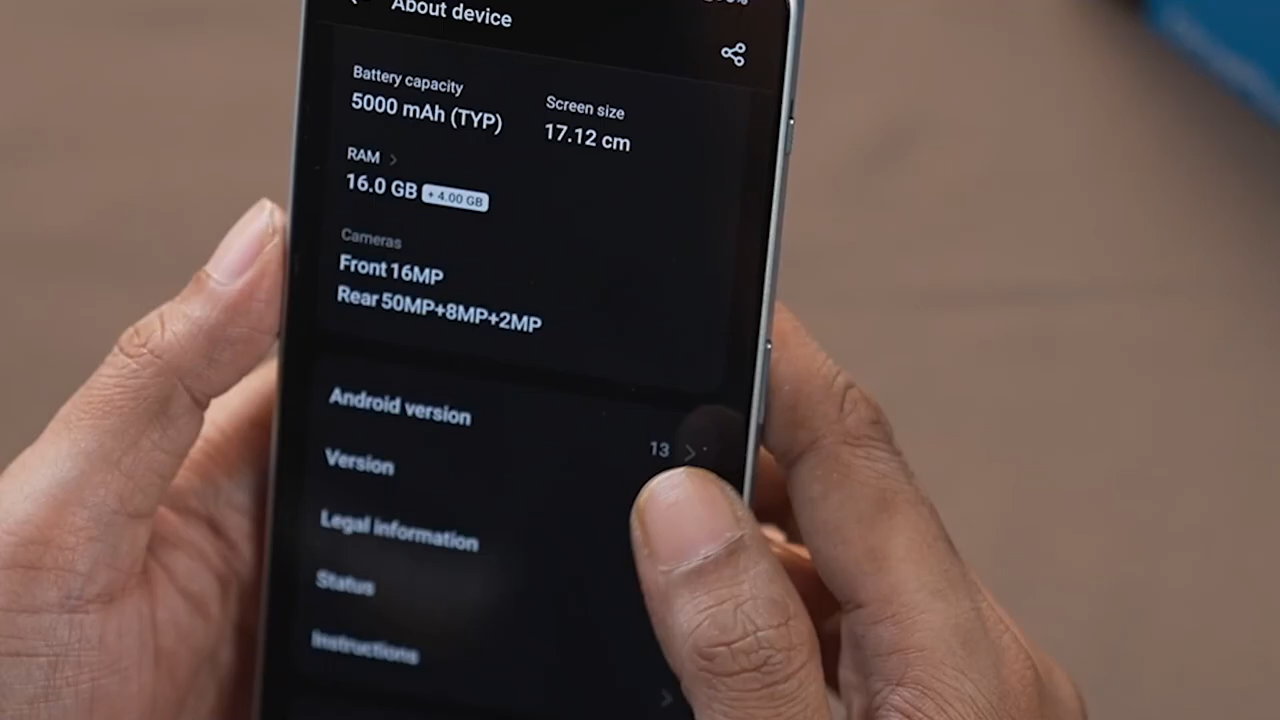 About device
Battery capacity
5000 mAh (TYP)
Screen size
17.12 cm
RAM >
16.0 GB + 4.00 GB
Cameras
Front 16MP
Rear 50MP+8MP+2MP
Android version
13 >
Version
Legal information
Status
Instructions